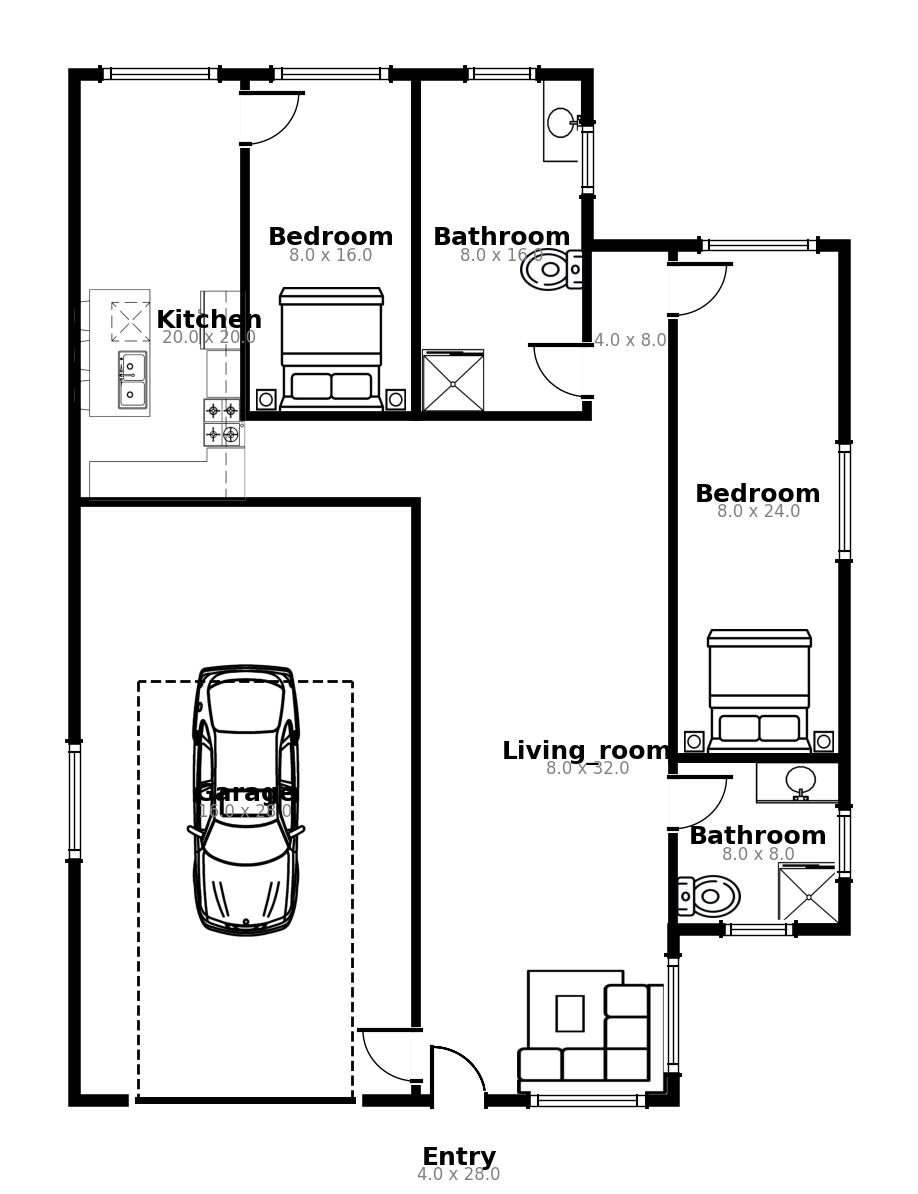 Bedroom
8.0 x 16.0
Bathroom
8.0 x 16.0
Kitchen
20.0 x 20.0
4.0 x 8.0
Bedroom
8.0 x 24.0
Living_room
8.0 x 32.0
Garage
16.0 x 28.0
Bathroom
8.0 x 8.0
Entry
4.0 x 28.0